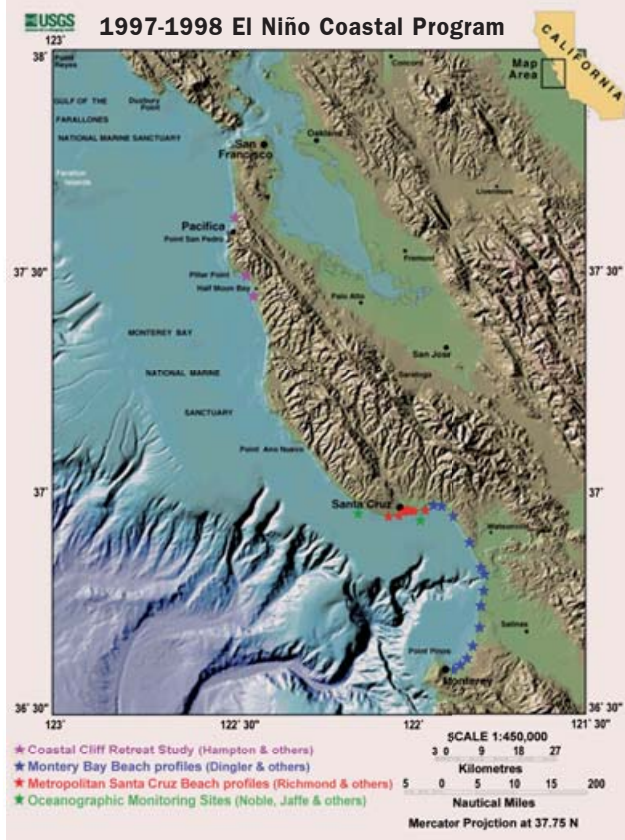 USGS
1997-1998 El Niño Coastal Program
123°
38°
CALIFORNIA
Map
Area
Point
Reyes
Concord
GULF OF THE
FARALLONES
Duxbury
Point
NATIONAL MARINE SANCTUARY
Oakland
San
Francisco
Farallon
Islands
Livermore
Pacifica
Point San Pedro
Fremont
37° 30"
37° 30"
Pillar Point
Half Moon Bay
Palo Alto
MONTEREY BAY
San Jose
NATIONAL MARINE
Saratoga
SANCTUARY
Point Ano Nuevo
37°
37°
Santa Cruz
Watsonville
Salinas
Point Pinos
Monterey
36° 30"
36° 30"
123°
122° 30"
122°
121° 30"
Coastal Cliff Retreat Study (Hampton & others)
Montery Bay Beach profiles (Dingler & others)
Metropolitan Santa Cruz Beach profiles (Richmond & others)
Oceanographic Monitoring Sites (Noble, Jaffe & others)
SCALE 1:450,000
3 0 9 18 27
Kilometres
5 0 5 10 15 200
Nautical Miles
Mercator Projction at 37.75 N